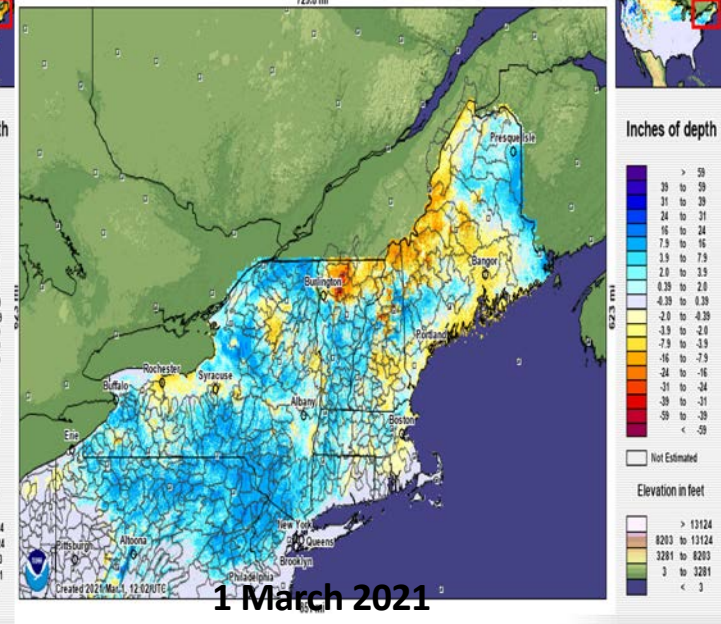 729.8 mi
th
Inches of depth
> 59
39 to 59
31 to 39
24 to 31
16 to 24
7.9 to 16
3.9 to 7.9
2.0 to 3.9
0.39 to 2.0
-0.39 to 0.39
-2.0 to -0.39
-3.9 to -2.0
-7.9 to -3.9
-16 to -7.9
-24 to -16
-31 to -24
-39 to -31
-59 to -39
< -59
Not Estimated
Elevation in feet
> 13124
8203 to 13124
3281 to 8203
3 to 3281
< 3
623 mi
623 mi
Presque Isle
Bangor
Burlington
Portland
Rochester
Syracuse
Buffalo
Albany
Boston
Erie
New York
Pittsburgh
Altoona
Queens
Brooklyn
Philadelphia
Created 2021 Mar 1, 12:02 UTC
1 March 2021